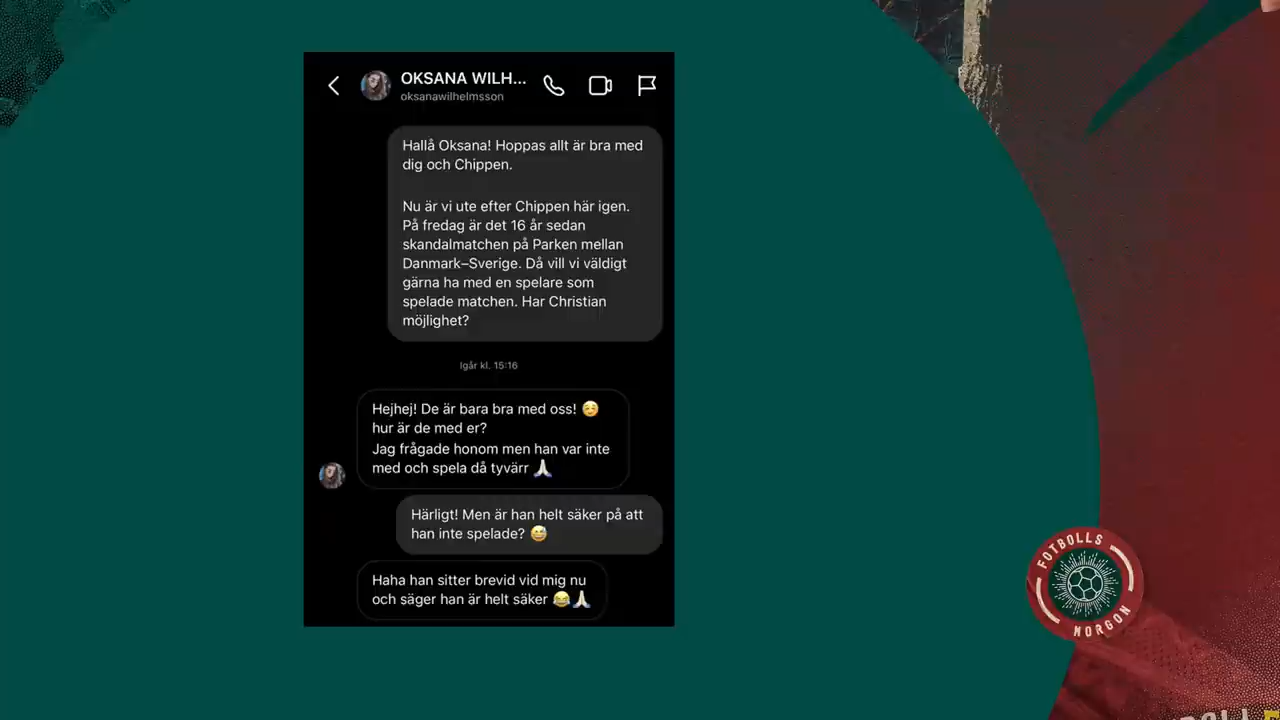 OKSANA WILH...
oksanawilhelmsson
Hallå Oksana! Hoppas allt är bra med
dig och Chippen.
Nu är vi ute efter Chippen här igen.
På fredag är det 16 år sedan
skandalmatchen på Parken mellan
Danmark–Sverige. Då vill vi väldigt
gärna ha med en spelare som
spelade matchen. Har Christian
möjlighet?
Igår kl. 15:16
Hejhej! De är bara bra med oss! ☺️
hur är de med er?
Jag frågade honom men han var inte
med och spela då tyvärr 🙏🏻
Härligt! Men är han helt säker på att
han inte spelade? 😅
Haha han sitter brevid vid mig nu
och säger han är helt säker 😂🙏🏻
FOTBOLLS
MORGON